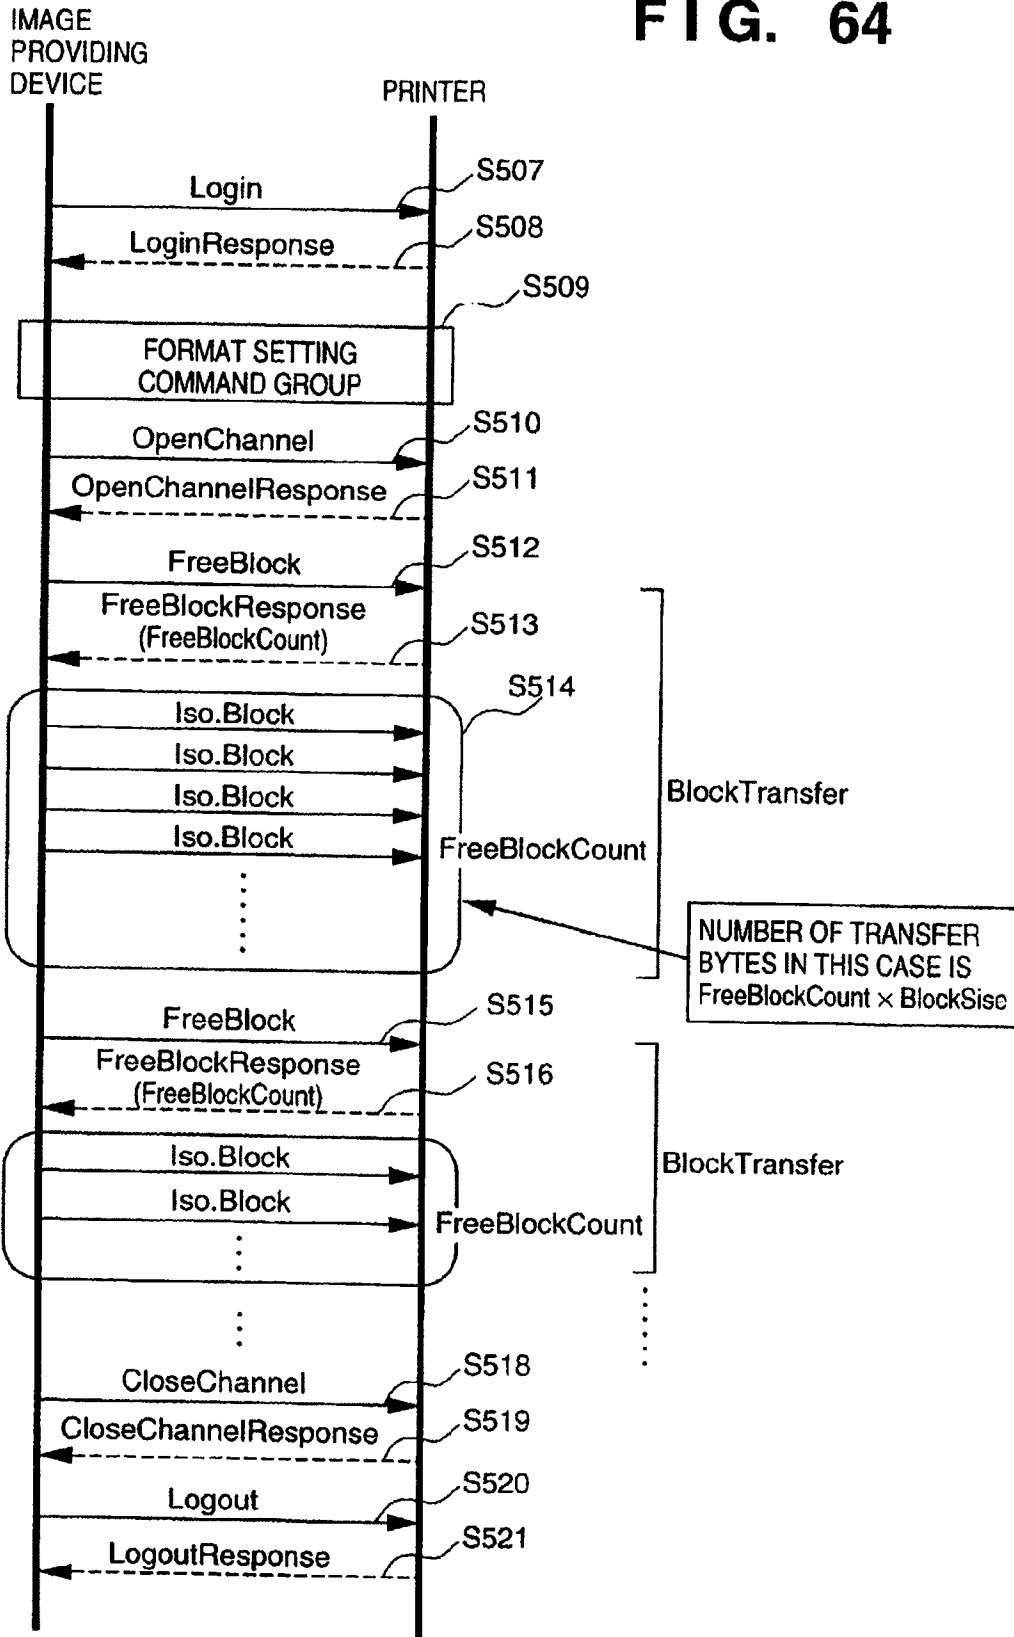 FIG. 64
IMAGE
PROVIDING
DEVICE
PRINTER
Login
S507
LoginResponse
S508
S509
FORMAT SETTING
COMMAND GROUP
OpenChannel
S510
OpenChannelResponse
S511
FreeBlock
S512
FreeBlockResponse
(FreeBlockCount)
S513
S514
Iso.Block
Iso.Block
Iso.Block
Iso.Block
FreeBlockCount
BlockTransfer
NUMBER OF TRANSFER
BYTES IN THIS CASE IS
FreeBlockCount × BlockSise
FreeBlock
S515
FreeBlockResponse
(FreeBlockCount)
S516
Iso.Block
Iso.Block
FreeBlockCount
BlockTransfer
CloseChannel
S518
CloseChannelResponse
S519
Logout
S520
LogoutResponse
S521